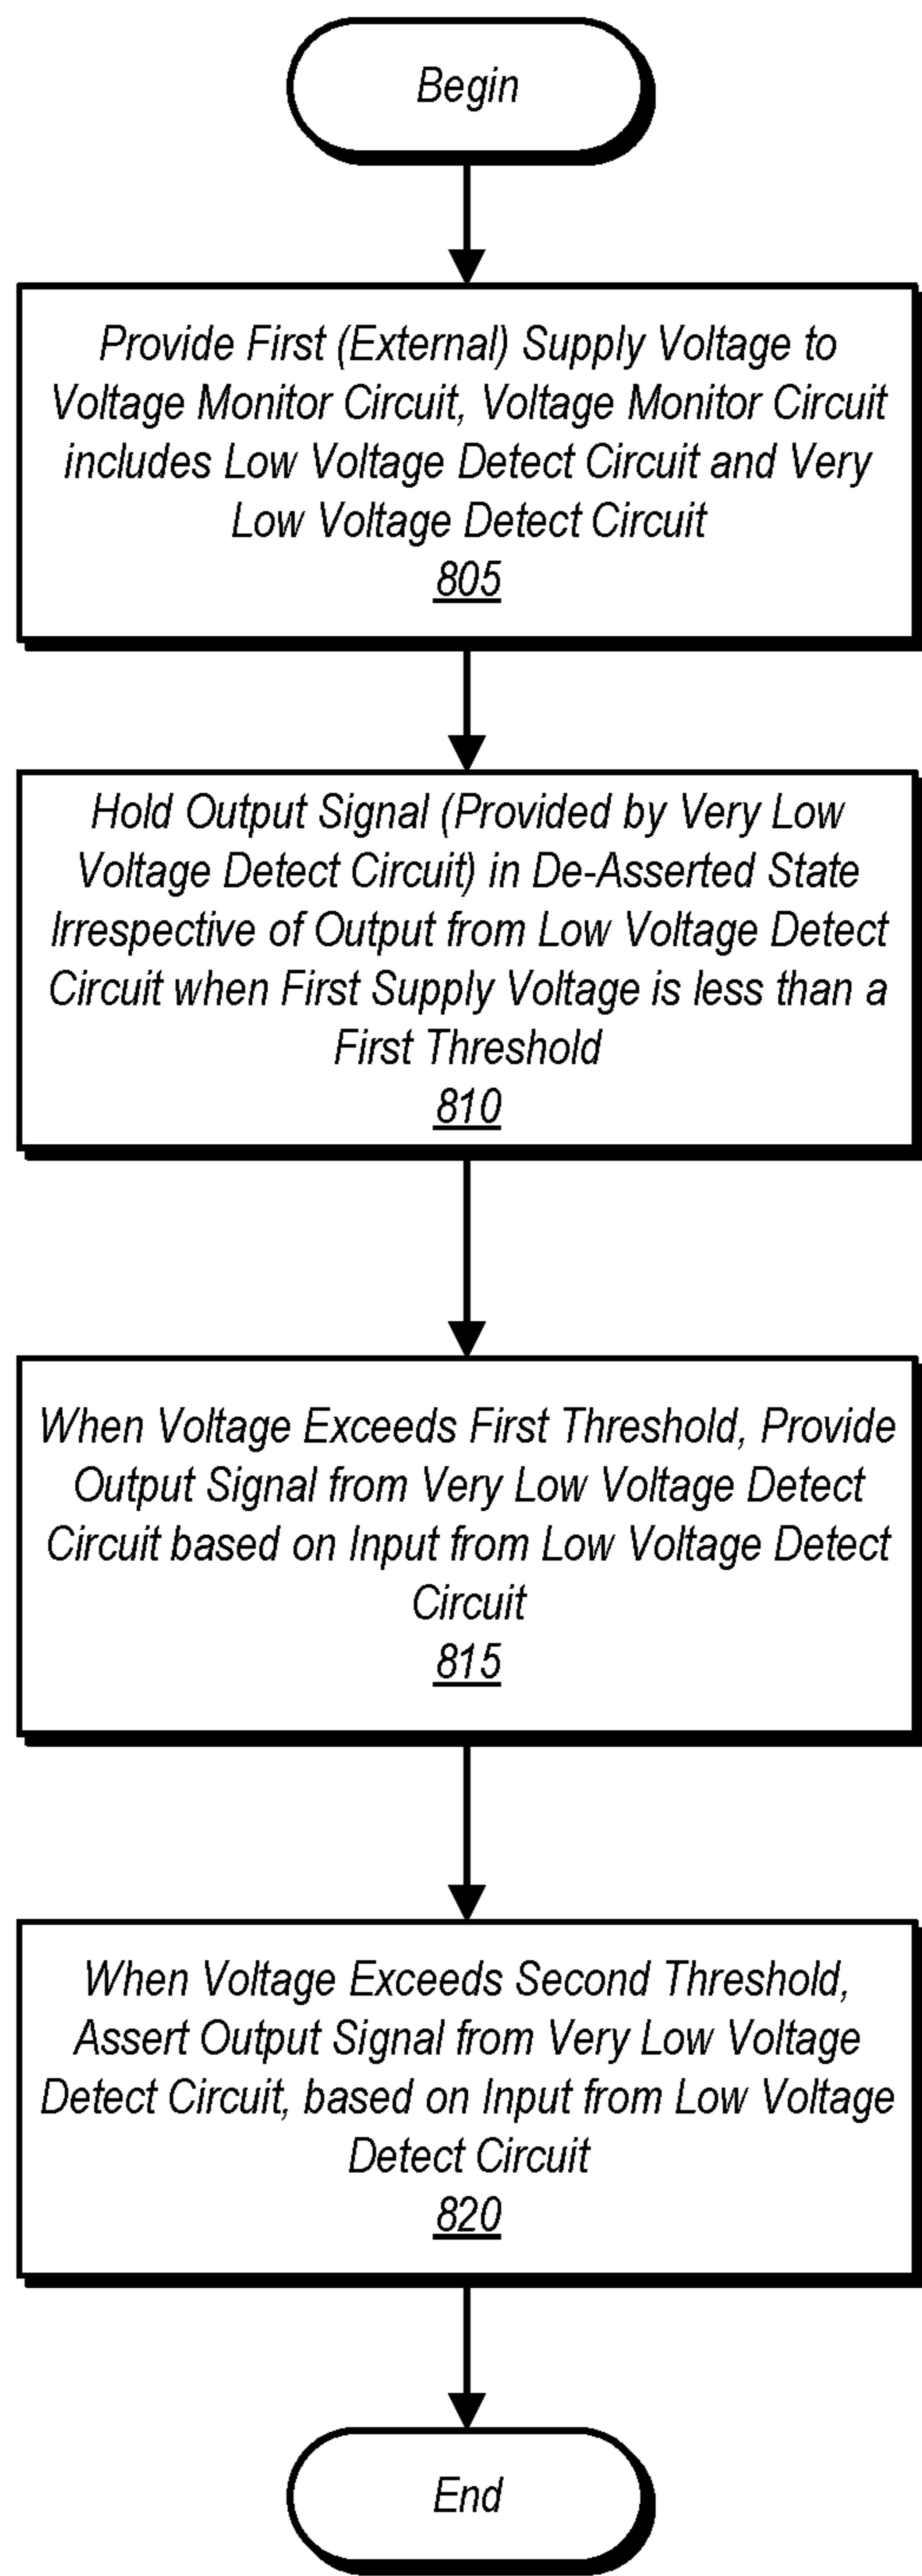 Begin
Provide First (External) Supply Voltage to
Voltage Monitor Circuit, Voltage Monitor Circuit
includes Low Voltage Detect Circuit and Very
Low Voltage Detect Circuit
805
Hold Output Signal (Provided by Very Low
Voltage Detect Circuit) in De-Asserted State
Irrespective of Output from Low Voltage Detect
Circuit when First Supply Voltage is less than a
First Threshold
810
When Voltage Exceeds First Threshold, Provide
Output Signal from Very Low Voltage Detect
Circuit based on Input from Low Voltage Detect
Circuit
815
When Voltage Exceeds Second Threshold,
Assert Output Signal from Very Low Voltage
Detect Circuit, based on Input from Low Voltage
Detect Circuit
820
End